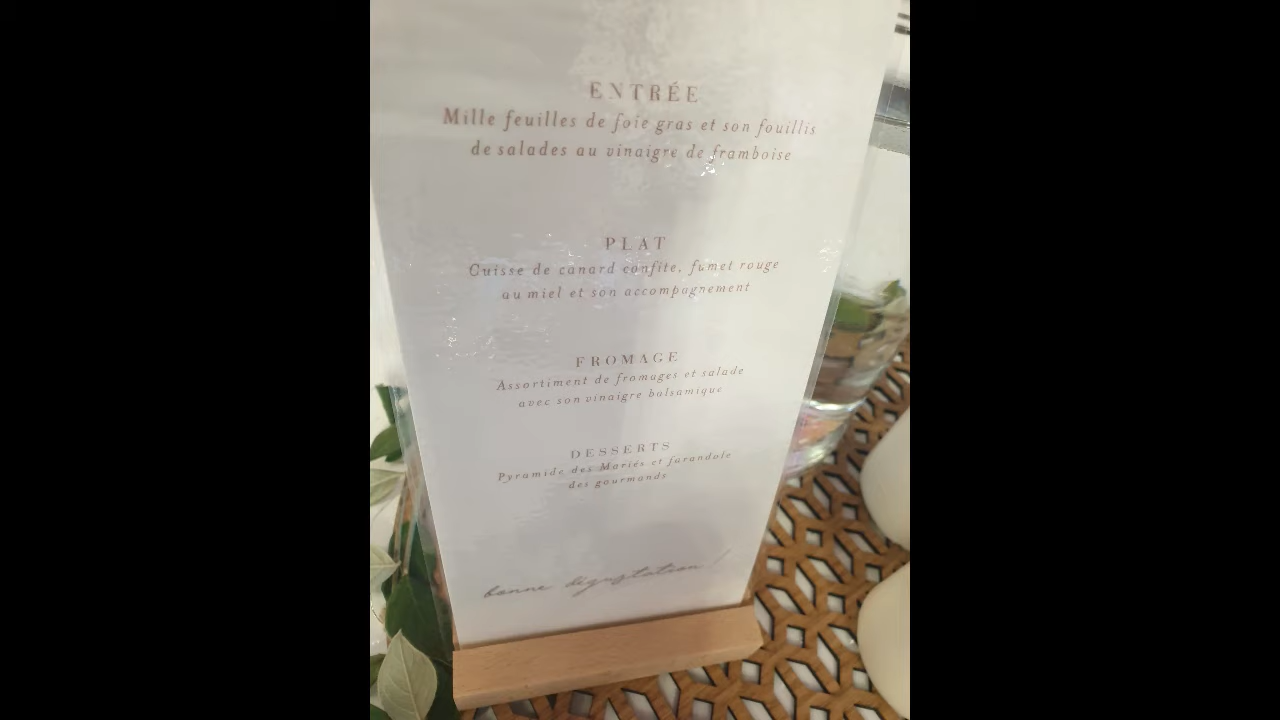 ENTRÉE
Mille feuilles de foie gras et son fouillis
de salades au vinaigre de framboise
PLAT
Cuisse de canard confite, fumet rouge
au miel et son accompagnement
FROMAGE
Assortiment de fromages et salade
avec son vinaigre balsamique
DESSERTS
Pyramide des Mariés et farandole
des gourmands
bonne dégustation !